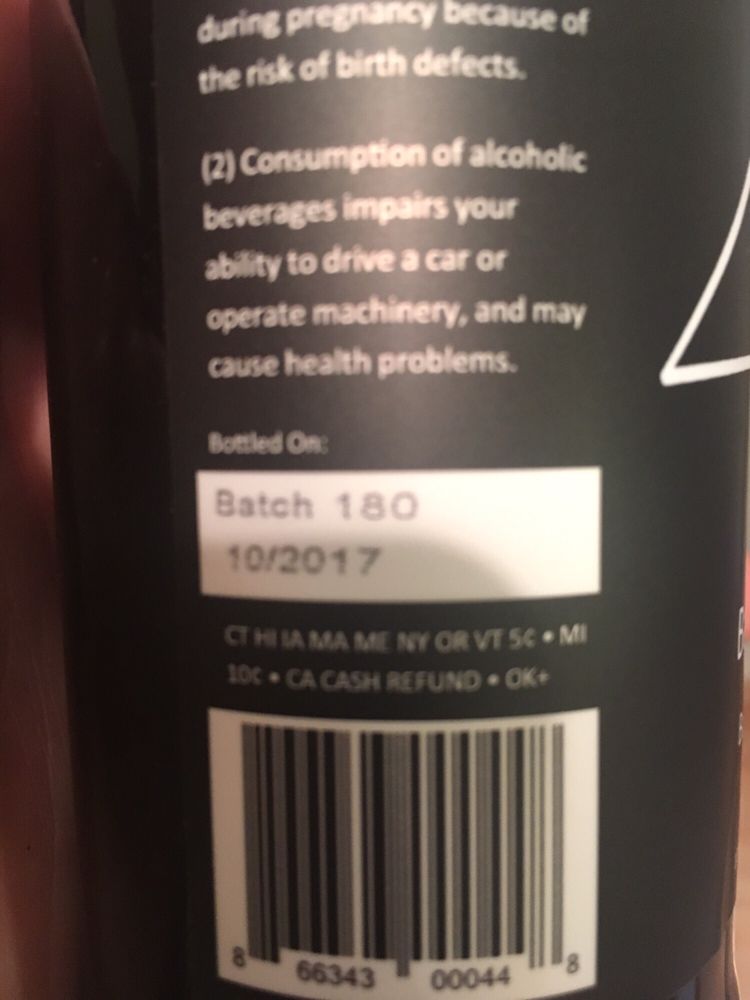 during pregnancy because of
the risk of birth defects.
(2) Consumption of alcoholic
beverages impairs your
ability to drive a car or
operate machinery, and may
cause health problems.
Bottled On:
Batch 180
10/2017
CT HI IA MA ME NY OR VT 5¢ • MI
10¢ • CA CASH REFUND • OK+
8 66343 00044 8